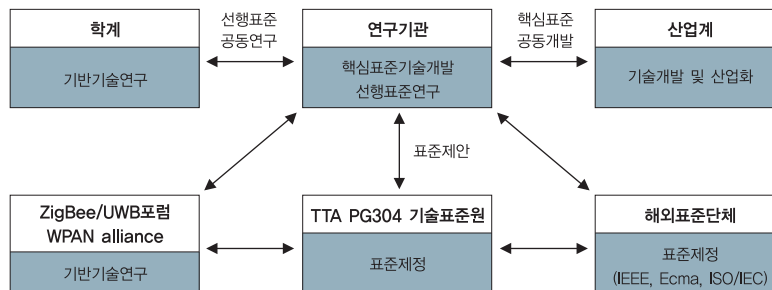 학계
선행표준
공동연구
연구기관
핵심표준
공동개발
산업계
기반기술연구
핵심표준기술개발
선행표준연구
기술개발 및 산업화
표준제안
ZigBee/UWB포럼
WPAN alliance
TTA PG304 기술표준원
해외표준단체
기반기술연구
표준제정
표준제정
(IEEE, Ecma, ISO/IEC)